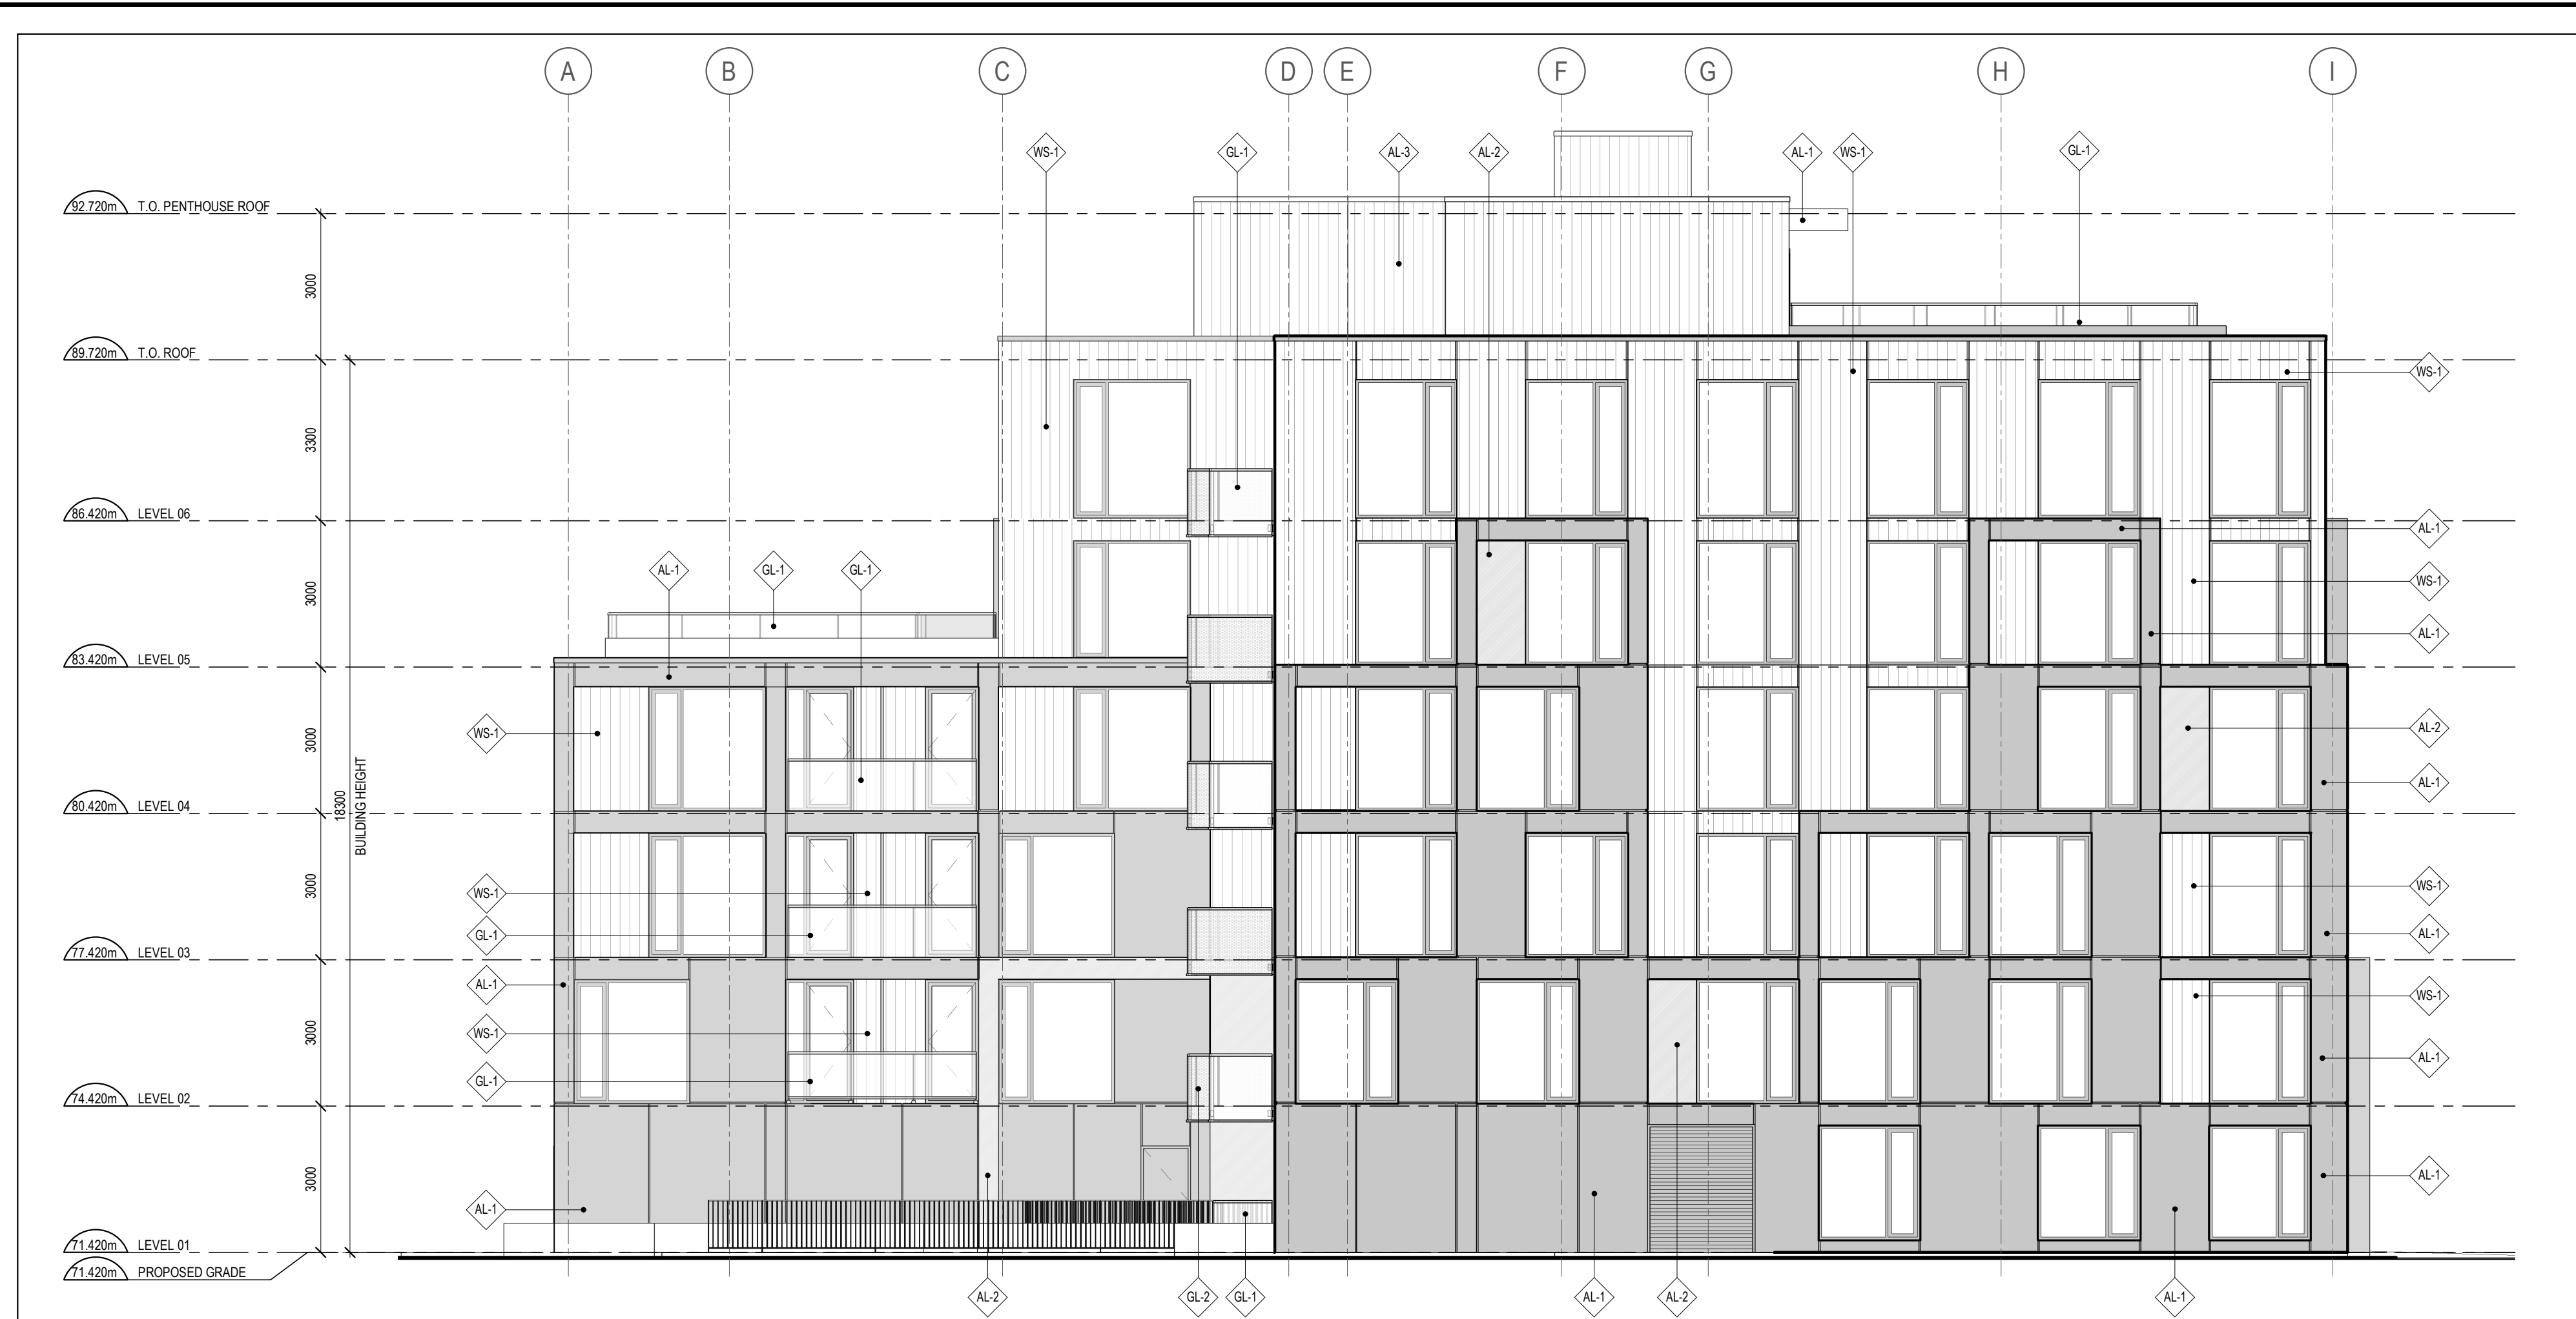 A B C D E F G H I
WS-1 GL-1 AL-3 AL-2 AL-1 WS-1 GL-1
92.720m T.O. PENTHOUSE ROOF
3000
89.720m T.O. ROOF
WS-1
3300
86.420m LEVEL 06
AL-1
AL-1 GL-1 GL-1
WS-1
3000
AL-1
83.420m LEVEL 05
WS-1
AL-2
3000
AL-1
80.420m LEVEL 04
18300
BUILDING HEIGHT
WS-1
WS-1
3000
GL-1
AL-1
77.420m LEVEL 03
AL-1
WS-1
WS-1
3000
AL-1
GL-1
74.420m LEVEL 02
3000
AL-1
AL-1
71.420m LEVEL 01
71.420m PROPOSED GRADE
AL-2 GL-2 GL-1 AL-1 AL-2 AL-1